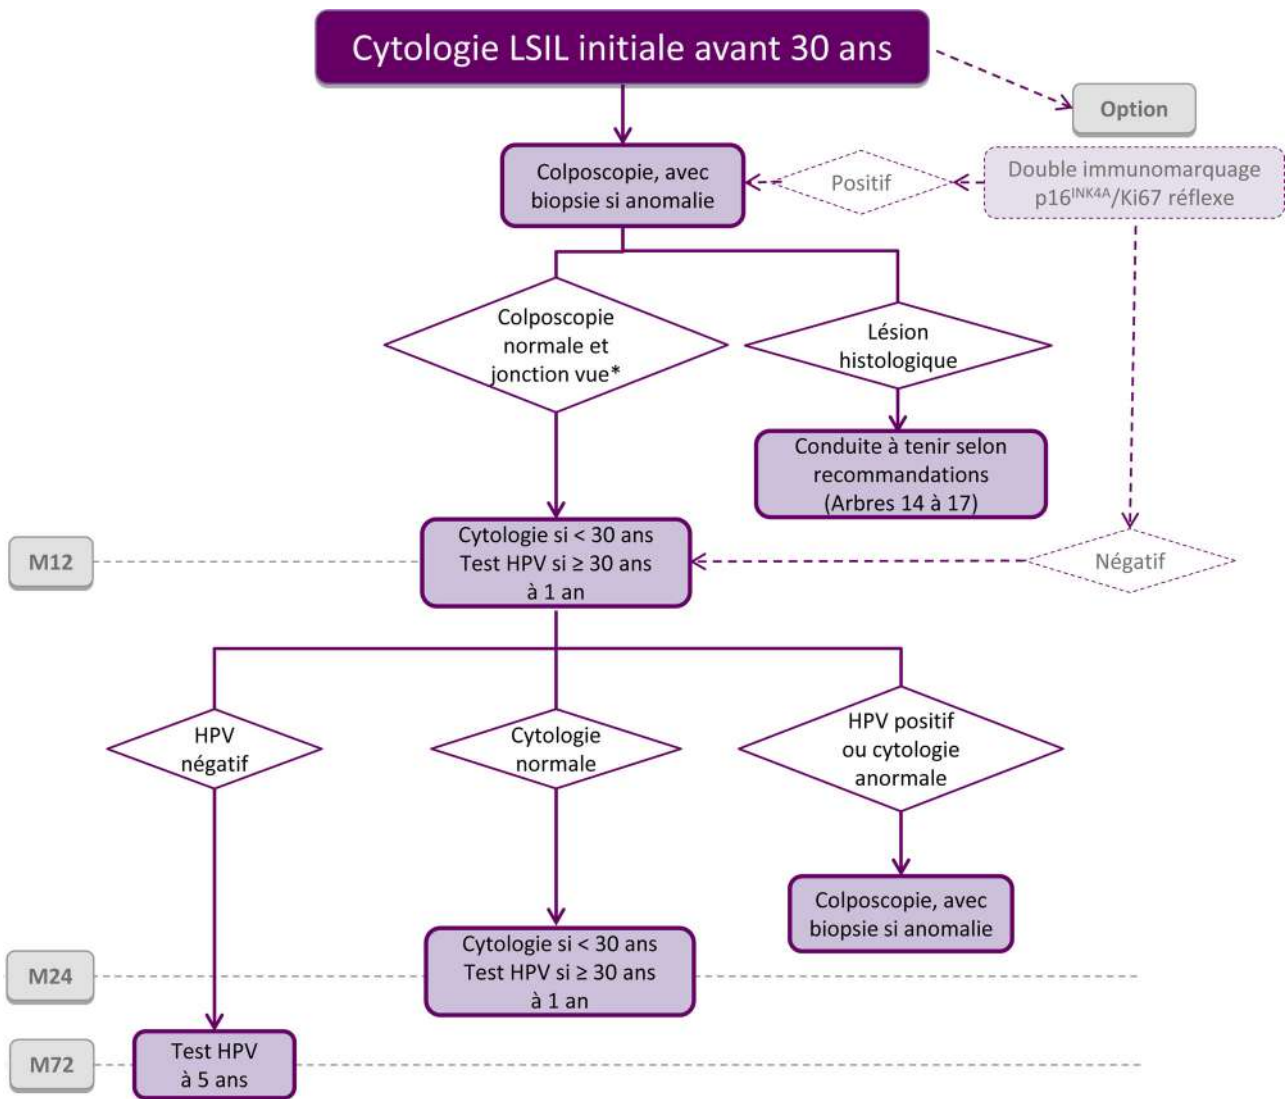 Cytologie LSIL initiale avant 30 ans
Option
Colposcopie, avec
biopsie si anomalie
Positif
Double immunomarquage
p16INK4A/Ki67 réflexe
Colposcopie
normale et
jonction vue*
Lésion
histologique
Conduite à tenir selon
recommandations
(Arbres 14 à 17)
M12
Cytologie si < 30 ans
Test HPV si ≥ 30 ans
à 1 an
Négatif
HPV
négatif
Cytologie
normale
HPV positif
ou cytologie
anormale
Colposcopie, avec
biopsie si anomalie
M24
Cytologie si < 30 ans
Test HPV si ≥ 30 ans
à 1 an
M72
Test HPV
à 5 ans